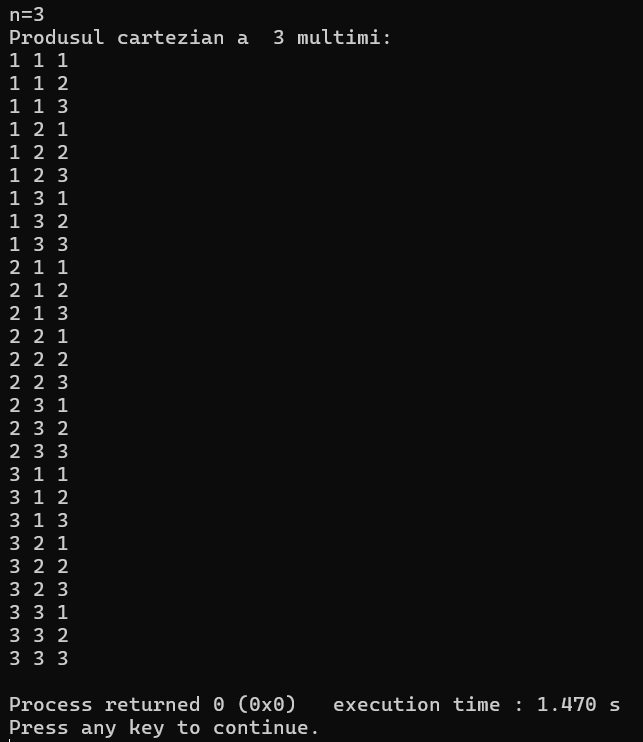 n=3
Produsul cartezian a  3 multimi:
1 1 1
1 1 2
1 1 3
1 2 1
1 2 2
1 2 3
1 3 1
1 3 2
1 3 3
2 1 1
2 1 2
2 1 3
2 2 1
2 2 2
2 2 3
2 3 1
2 3 2
2 3 3
3 1 1
3 1 2
3 1 3
3 2 1
3 2 2
3 2 3
3 3 1
3 3 2
3 3 3
Process returned 0 (0x0)   execution time : 1.470 s
Press any key to continue.